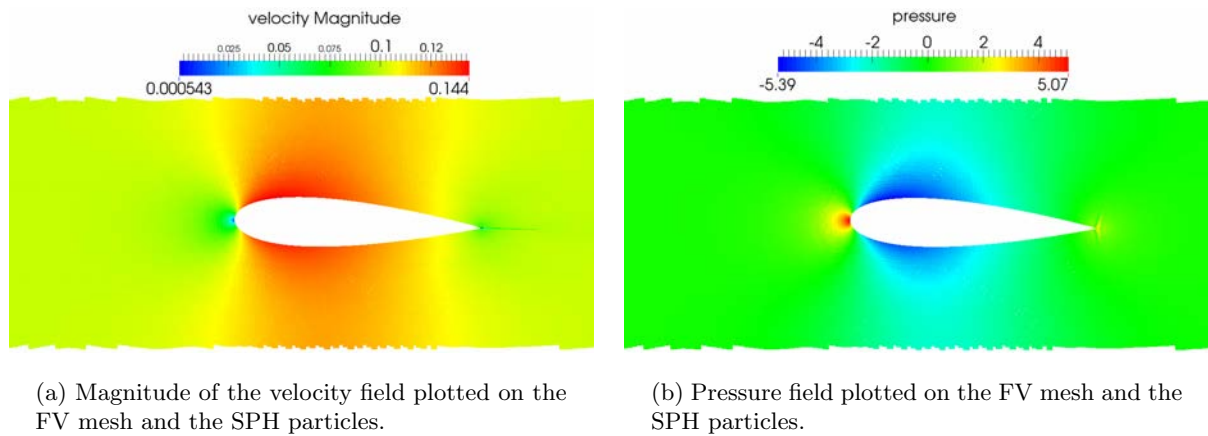 velocity Magnitude
0.025 0.05 0.075 0.1 0.12
0.000543 0.144
pressure
-4 -2 0 2 4
-5.39 5.07
(a) Magnitude of the velocity field plotted on the
FV mesh and the SPH particles.
(b) Pressure field plotted on the FV mesh and the
SPH particles.